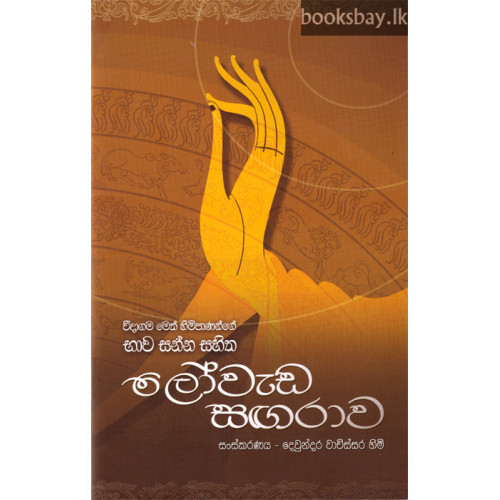 booksbay.lk
වීදාගම මෙත් හිමිපාණන්ගේ
භාව සන්න සහිත
ලෝවැඩ
සඟරාව
සංස්කරණය - දෙවුන්දර වාචිස්සර හිමි